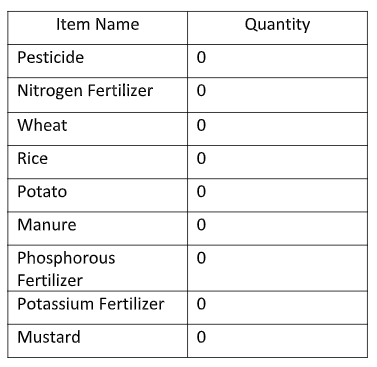 Item Name Quantity
Pesticide 0
Nitrogen Fertilizer 0
Wheat 0
Rice 0
Potato 0
Manure 0
Phosphorous 0
Fertilizer
Potassium Fertilizer 0
Mustard 0